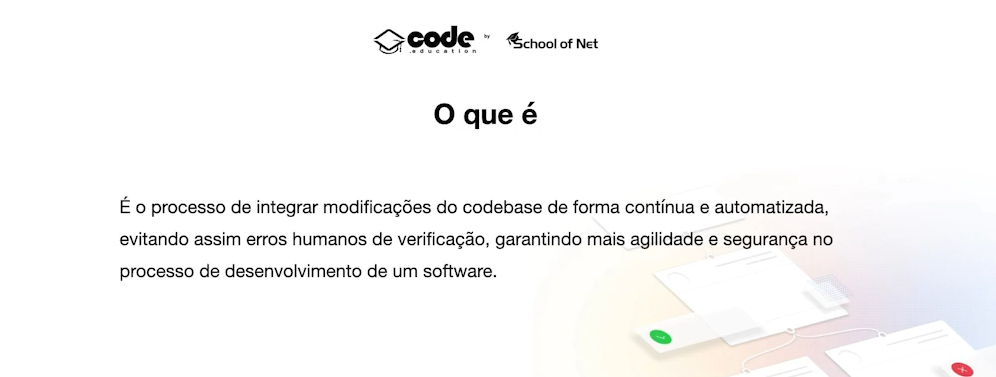 code
.education
by
School of Net
O que é
É o processo de integrar modificações do codebase de forma contínua e automatizada,
evitando assim erros humanos de verificação, garantindo mais agilidade e segurança no
processo de desenvolvimento de um software.